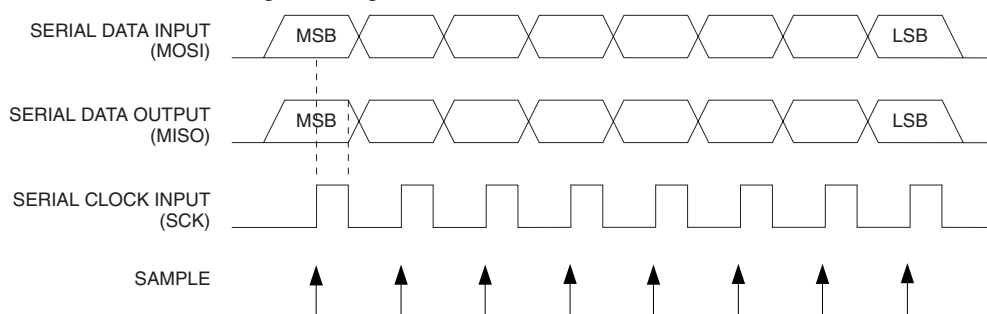 SERIAL DATA INPUT
(MOSI)
MSB
LSB
SERIAL DATA OUTPUT
(MISO)
MSB
LSB
SERIAL CLOCK INPUT
(SCK)
SAMPLE